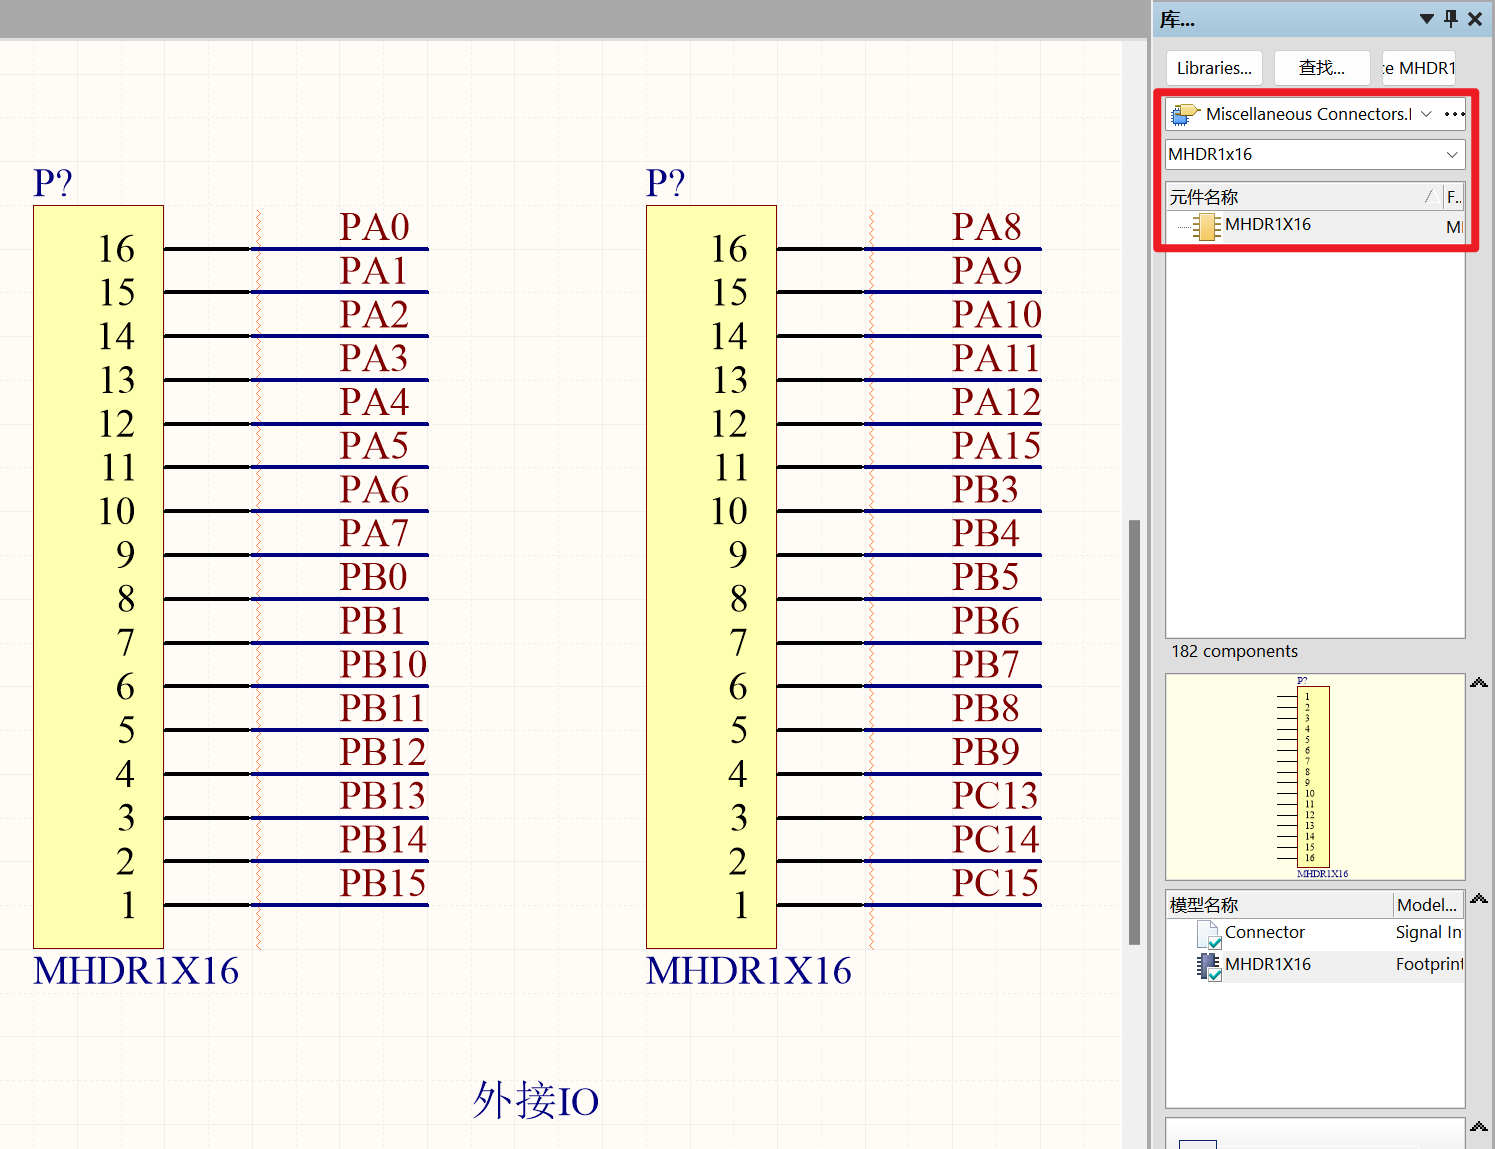 库...
Libraries...
查找...
ce MHDR1
Miscellaneous Connectors.I
MHDR1x16
元件名称 F..
MHDR1X16 MI
182 components
P?
1
2
3
4
5
6
7
8
9
10
11
12
13
14
15
16
MHDR1X16
模型名称 Model...
Connector Signal In
MHDR1X16 Footprint
P?
16 PA0
15 PA1
14 PA2
13 PA3
12 PA4
11 PA5
10 PA6
9 PA7
8 PB0
7 PB1
6 PB10
5 PB11
4 PB12
3 PB13
2 PB14
1 PB15
MHDR1X16
P?
16 PA8
15 PA9
14 PA10
13 PA11
12 PA12
11 PA15
10 PB3
9 PB4
8 PB5
7 PB6
6 PB7
5 PB8
4 PB9
3 PC13
2 PC14
1 PC15
MHDR1X16
外接IO